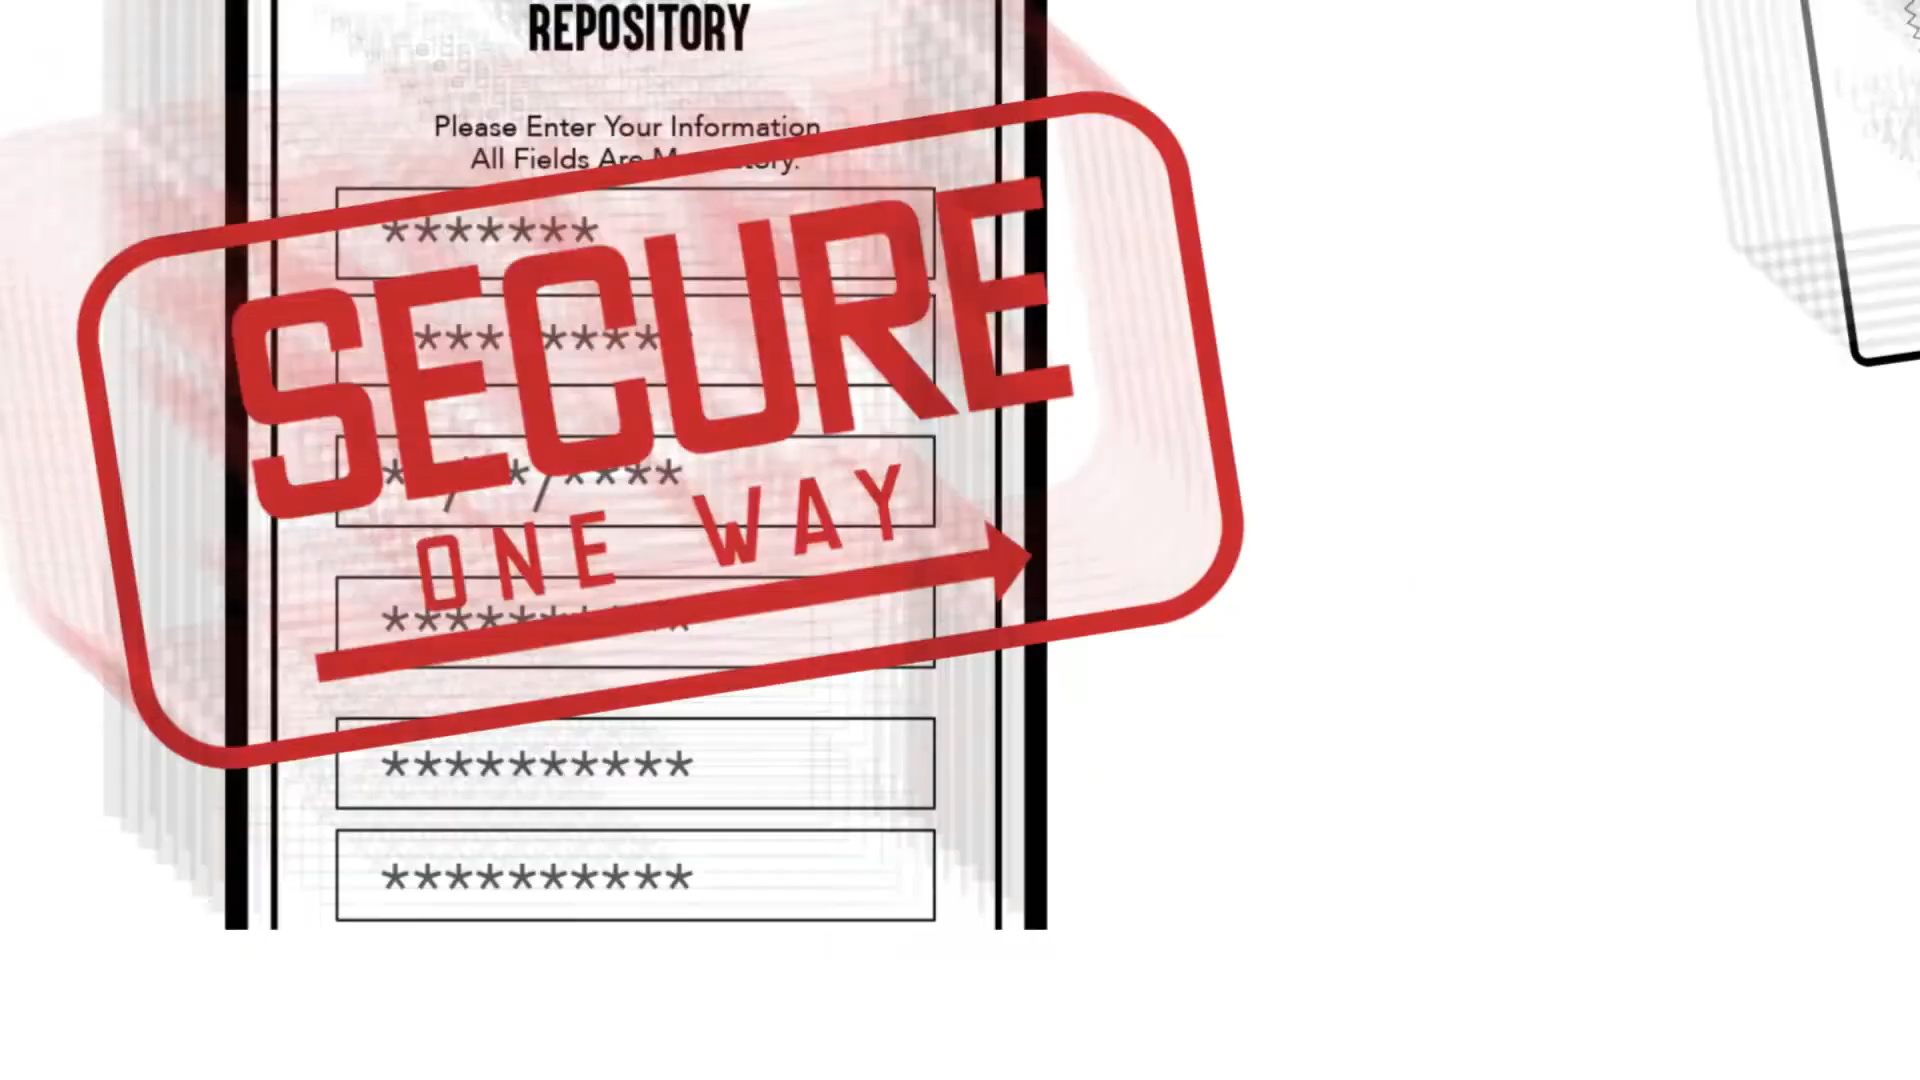 REPOSITORY
Please Enter Your Information
All Fields Are
*******
SECURE
*** ****
ONE WAY
**********
**********